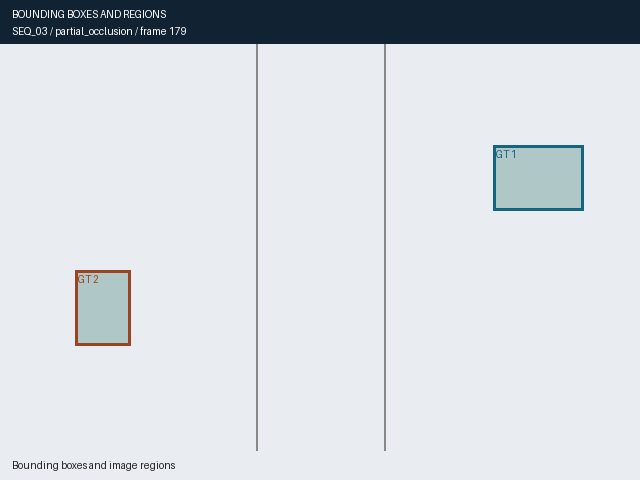 BOUNDING BOXES AND REGIONS
SEQ_03 / partial_occlusion / frame 179
GT1
GT2
Bounding boxes and image regions